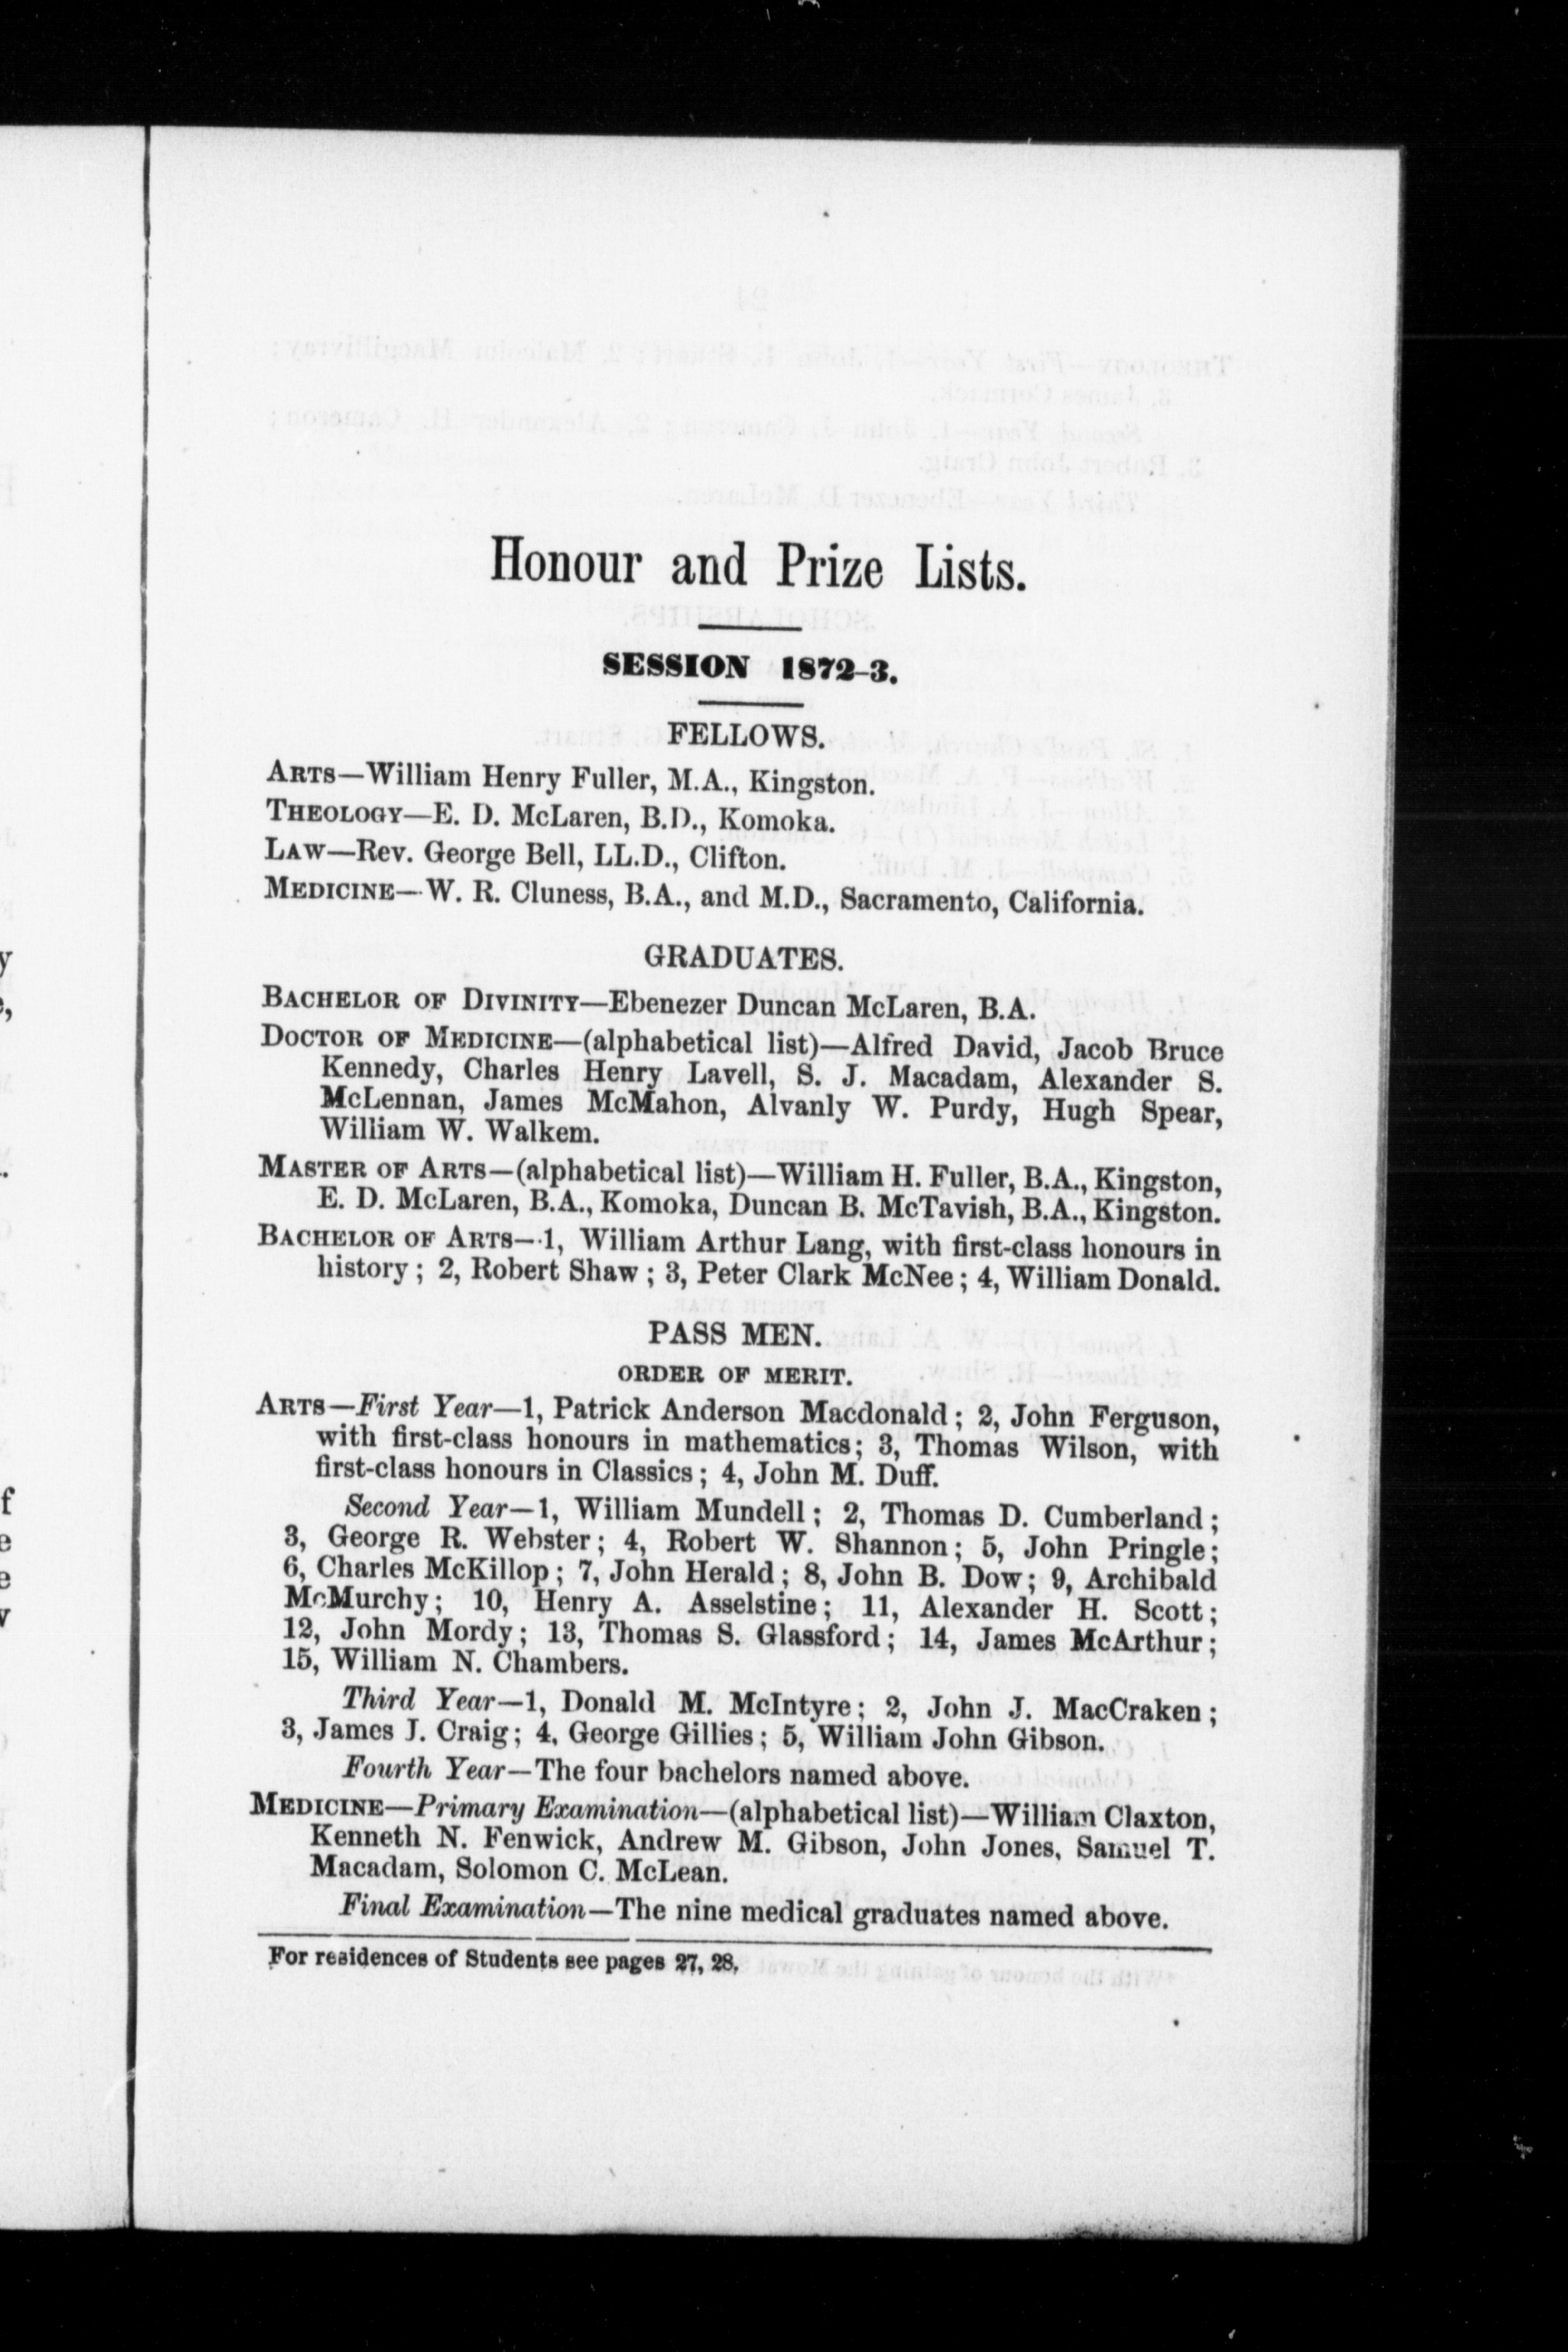 Honour and Prize Lists.
SESSION 1872-3.
FELLOWS.
ARTS—William Henry Fuller, M.A., Kingston.
THEOLOGY—E. D. McLaren, B.D., Komoka.
LAW—Rev. George Bell, LL.D., Clifton.
MEDICINE—W. R. Cluness, B.A., and M.D., Sacramento, California.
GRADUATES.
BACHELOR OF DIVINITY—Ebenezer Duncan McLaren, B.A.
DOCTOR OF MEDICINE—(alphabetical list)—Alfred David, Jacob Bruce
Kennedy, Charles Henry Lavell, S. J. Macadam, Alexander S.
McLennan, James McMahon, Alvanly W. Purdy, Hugh Spear,
William W. Walkem.
MASTER OF ARTS—(alphabetical list)—William H. Fuller, B.A., Kingston,
E. D. McLaren, B.A., Komoka, Duncan B. McTavish, B.A., Kingston.
BACHELOR OF ARTS—1, William Arthur Lang, with first-class honours in
history; 2, Robert Shaw; 3, Peter Clark McNee; 4, William Donald.
PASS MEN.
ORDER OF MERIT.
ARTS—First Year—1, Patrick Anderson Macdonald; 2, John Ferguson,
with first-class honours in mathematics; 3, Thomas Wilson, with
first-class honours in Classics; 4, John M. Duff.
Second Year—1, William Mundell; 2, Thomas D. Cumberland;
3, George R. Webster; 4, Robert W. Shannon; 5, John Pringle;
6, Charles McKillop; 7, John Herald; 8, John B. Dow; 9, Archibald
McMurchy; 10, Henry A. Asselstine; 11, Alexander H. Scott;
12, John Mordy; 13, Thomas S. Glassford; 14, James McArthur;
15, William N. Chambers.
Third Year—1, Donald M. McIntyre; 2, John J. MacCraken;
3, James J. Craig; 4, George Gillies; 5, William John Gibson.
Fourth Year—The four bachelors named above.
MEDICINE—Primary Examination—(alphabetical list)—William Claxton,
Kenneth N. Fenwick, Andrew M. Gibson, John Jones, Samuel T.
Macadam, Solomon C. McLean.
Final Examination—The nine medical graduates named above.
For residences of Students see pages 27, 28.